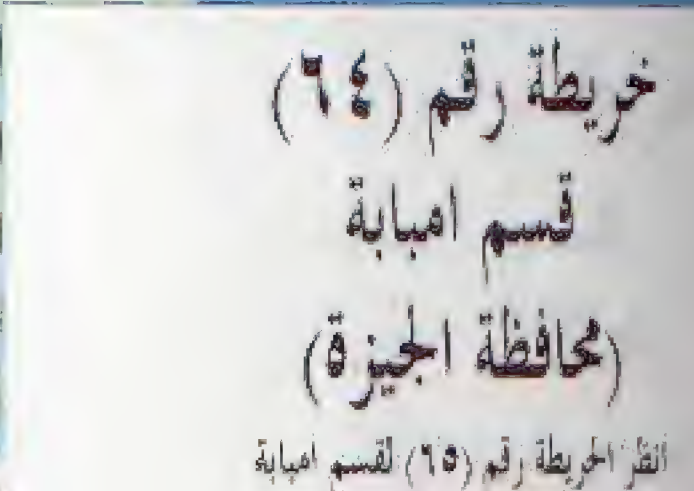 خريطة رقم (٦٤)
قسم امبابة
(محافظة الجيزة)
انظر الخريطة رقم (٦٥) لقسم امبابة